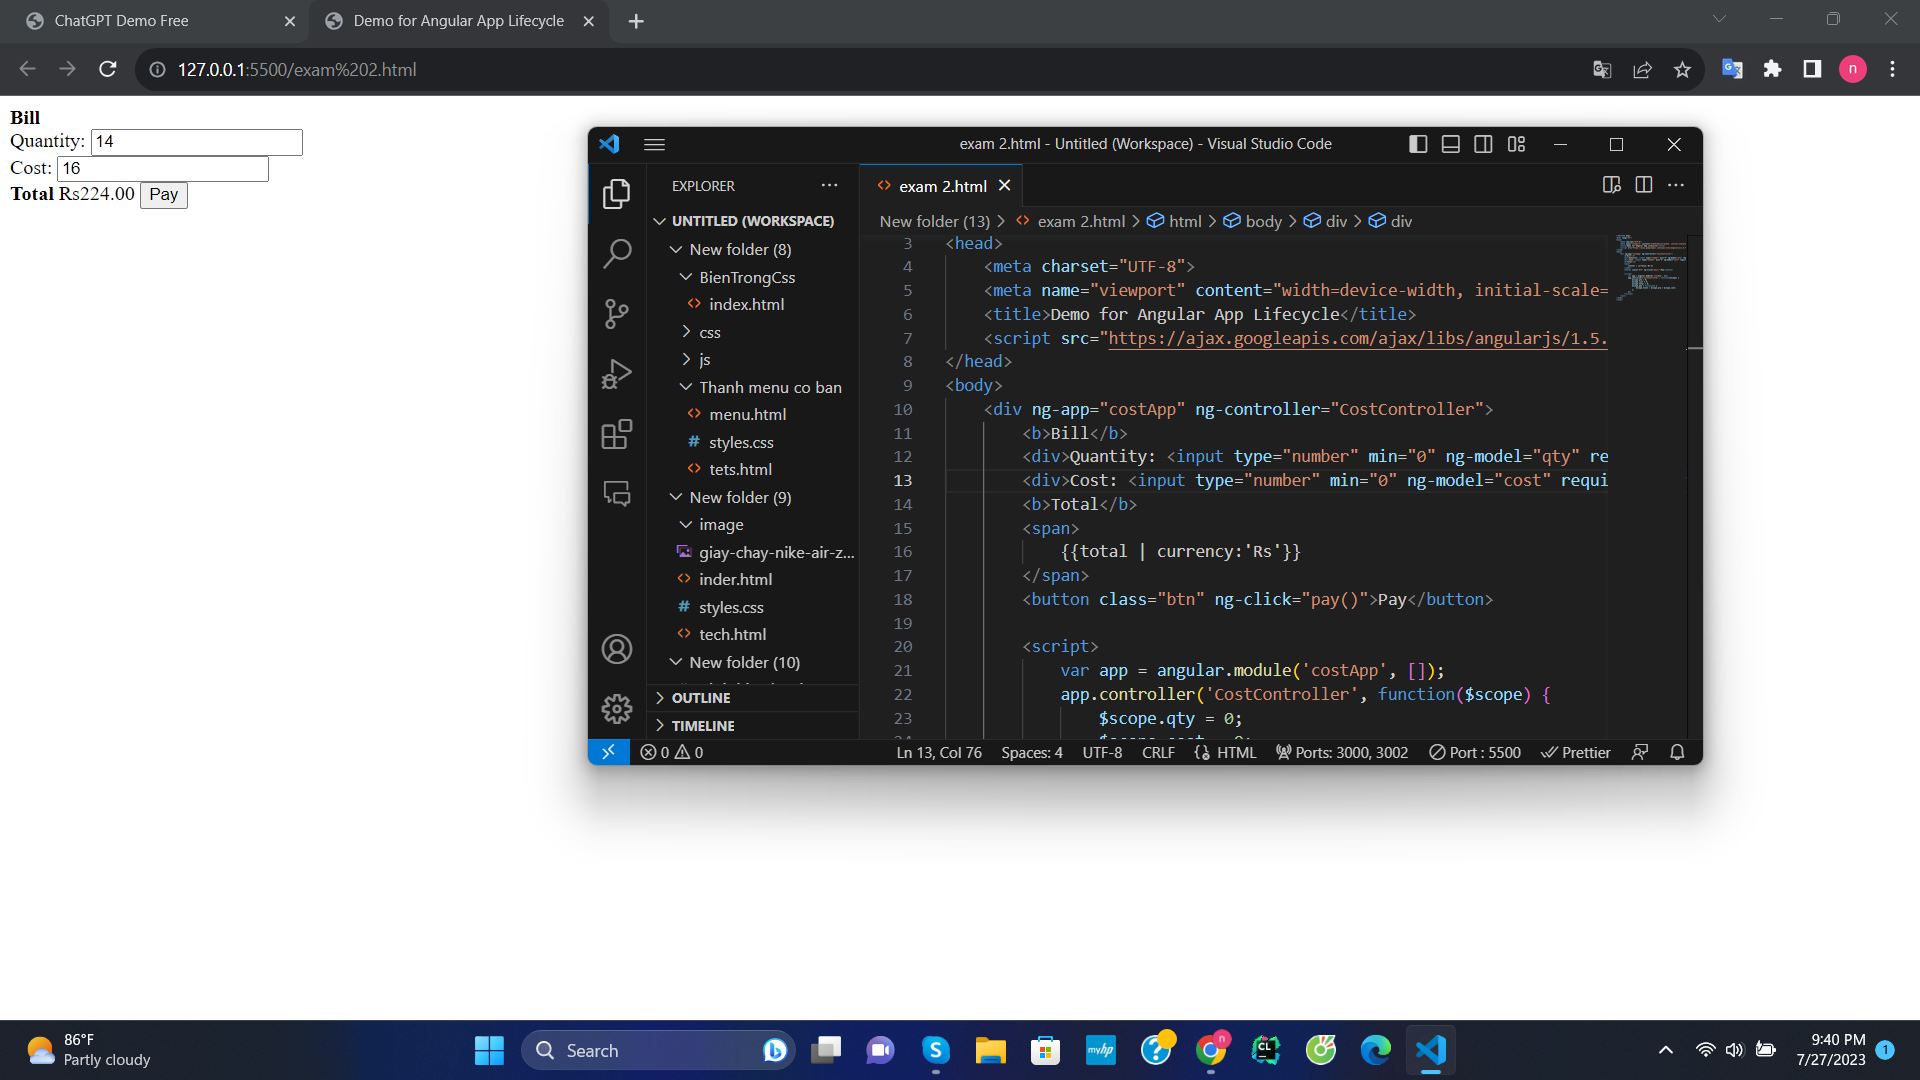 ChatGPT Demo Free
Demo for Angular App Lifecycle
127.0.0.1:5500/exam%202.html
n
Bill
Quantity: 14
Cost: 16
Total Rs224.00 Pay
exam 2.html - Untitled (Workspace) - Visual Studio Code
EXPLORER
UNTITLED (WORKSPACE)
New folder (8)
BienTrongCss
index.html
css
js
Thanh menu co ban
menu.html
# styles.css
tets.html
New folder (9)
image
giay-chay-nike-air-z...
inder.html
# styles.css
tech.html
New folder (10)
OUTLINE
TIMELINE
exam 2.html
New folder (13) > exam 2.html > html > body > div > div
3 <head>
4 <meta charset="UTF-8">
5 <meta name="viewport" content="width=device-width, initial-scale=
6 <title>Demo for Angular App Lifecycle</title>
7 <script src="https://ajax.googleapis.com/ajax/libs/angularjs/1.5.
8 </head>
9 <body>
10 <div ng-app="costApp" ng-controller="CostController">
11 <b>Bill</b>
12 <div>Quantity: <input type="number" min="0" ng-model="qty" re
13 <div>Cost: <input type="number" min="0" ng-model="cost" requi
14 <b>Total</b>
15 <span>
16 {{total | currency:'Rs'}}
17 </span>
18 <button class="btn" ng-click="pay()">Pay</button>
19
20 <script>
21 var app = angular.module('costApp', []);
22 app.controller('CostController', function($scope) {
23 $scope.qty = 0;
0 0
Ln 13, Col 76 Spaces: 4 UTF-8 CRLF HTML Ports: 3000, 3002 Port : 5500 Prettier
86°F
Partly cloudy
Search
S
myhp
?
n
CL
9:40 PM
7/27/2023
1